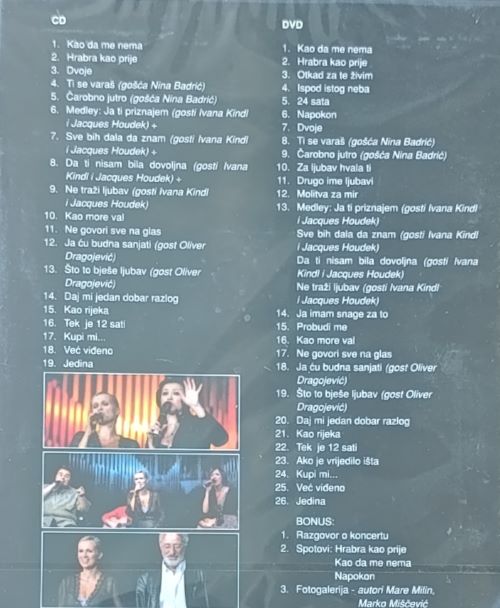 CD
1. Kao da me nema
2. Hrabra kao prije
3. Dvoje
4. Ti se varaš (gošća Nina Badrić)
5. Čarobno jutro (gošća Nina Badrić)
6. Medley: Ja ti priznajem (gosti Ivana Kindl
i Jacques Houdek) +
7. Sve bih dala da znam (gosti Ivana Kindl
i Jacques Houdek) +
8. Da ti nisam bila dovoljna (gosti Ivana
Kindl i Jacques Houdek) +
9. Ne traži ljubav (gosti Ivana Kindl
i Jacques Houdek)
10. Kao more val
11. Ne govori sve na glas
12. Ja ću budna sanjati (gost Oliver
Dragojević)
13. Što to bješe ljubav (gost Oliver
Dragojević)
14. Daj mi jedan dobar razlog
15. Kao rijeka
16. Tek je 12 sati
17. Kupi mi...
18. Već viđeno
19. Jedina
DVD
1. Kao da me nema
2. Hrabra kao prije
3. Otkad za te živim
4. Ispod istog neba
5. 24 sata
6. Napokon
7. Dvoje
8. Ti se varaš (gošća Nina Badrić)
9. Čarobno jutro (gošća Nina Badrić)
10. Za ljubav hvala ti
11. Drugo ime ljubavi
12. Molitva za mir
13. Medley: Ja ti priznajem (gosti Ivana Kindl
i Jacques Houdek)
Sve bih dala da znam (gosti Ivana Kindl
i Jacques Houdek)
Da ti nisam bila dovoljna (gosti Ivana
Kindl i Jacques Houdek)
Ne traži ljubav (gosti Ivana Kindl
i Jacques Houdek)
14. Ja imam snage za to
15. Probudi me
16. Kao more val
17. Ne govori sve na glas
18. Ja ću budna sanjati (gost Oliver
Dragojević)
19. Što to bješe ljubav (gost Oliver
Dragojević)
20. Daj mi jedan dobar razlog
21. Kao rijeka
22. Tek je 12 sati
23. Ako je vrijedilo išta
24. Kupi mi...
25. Već viđeno
26. Jedina
BONUS:
1. Razgovor o koncertu
2. Spotovi: Hrabra kao prije
Kao da me nema
Napokon
3. Fotogalerija - autori Mare Milin,
Marko Miščević